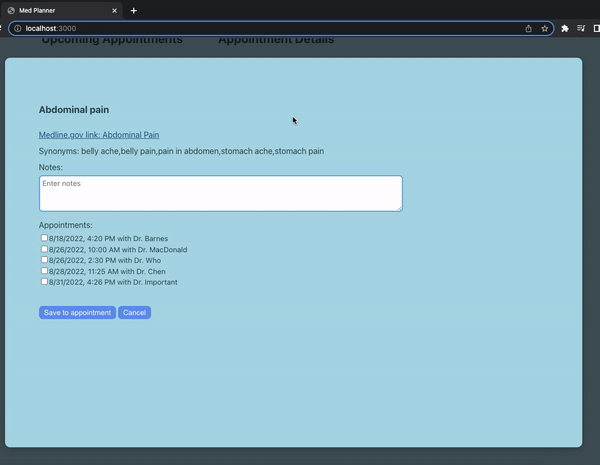 Med Planner
localhost:3000
Upcoming Appointments Appointment Details
Abdominal pain
Medline.gov link: Abdominal Pain
Synonyms: belly ache,belly pain,pain in abdomen,stomach ache,stomach pain
Notes:
Enter notes
Appointments:
8/18/2022, 4:20 PM with Dr. Barnes
8/26/2022, 10:00 AM with Dr. MacDonald
8/26/2022, 2:30 PM with Dr. Who
8/28/2022, 11:25 AM with Dr. Chen
8/31/2022, 4:26 PM with Dr. Important
Save to appointment Cancel